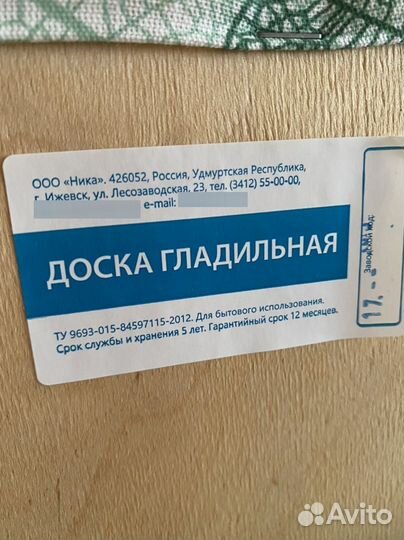 ООО «Ника». 426052, Россия, Удмуртская Республика,
г. Ижевск, ул. Лесозаводская, 23, тел. (3412) 55-00-00,
e-mail:
ДОСКА ГЛАДИЛЬНАЯ
ТУ 9693-015-84597115-2012. Для бытового использования.
Срок службы и хранения 5 лет. Гарантийный срок 12 месяцев.
Заводской код:
Avito